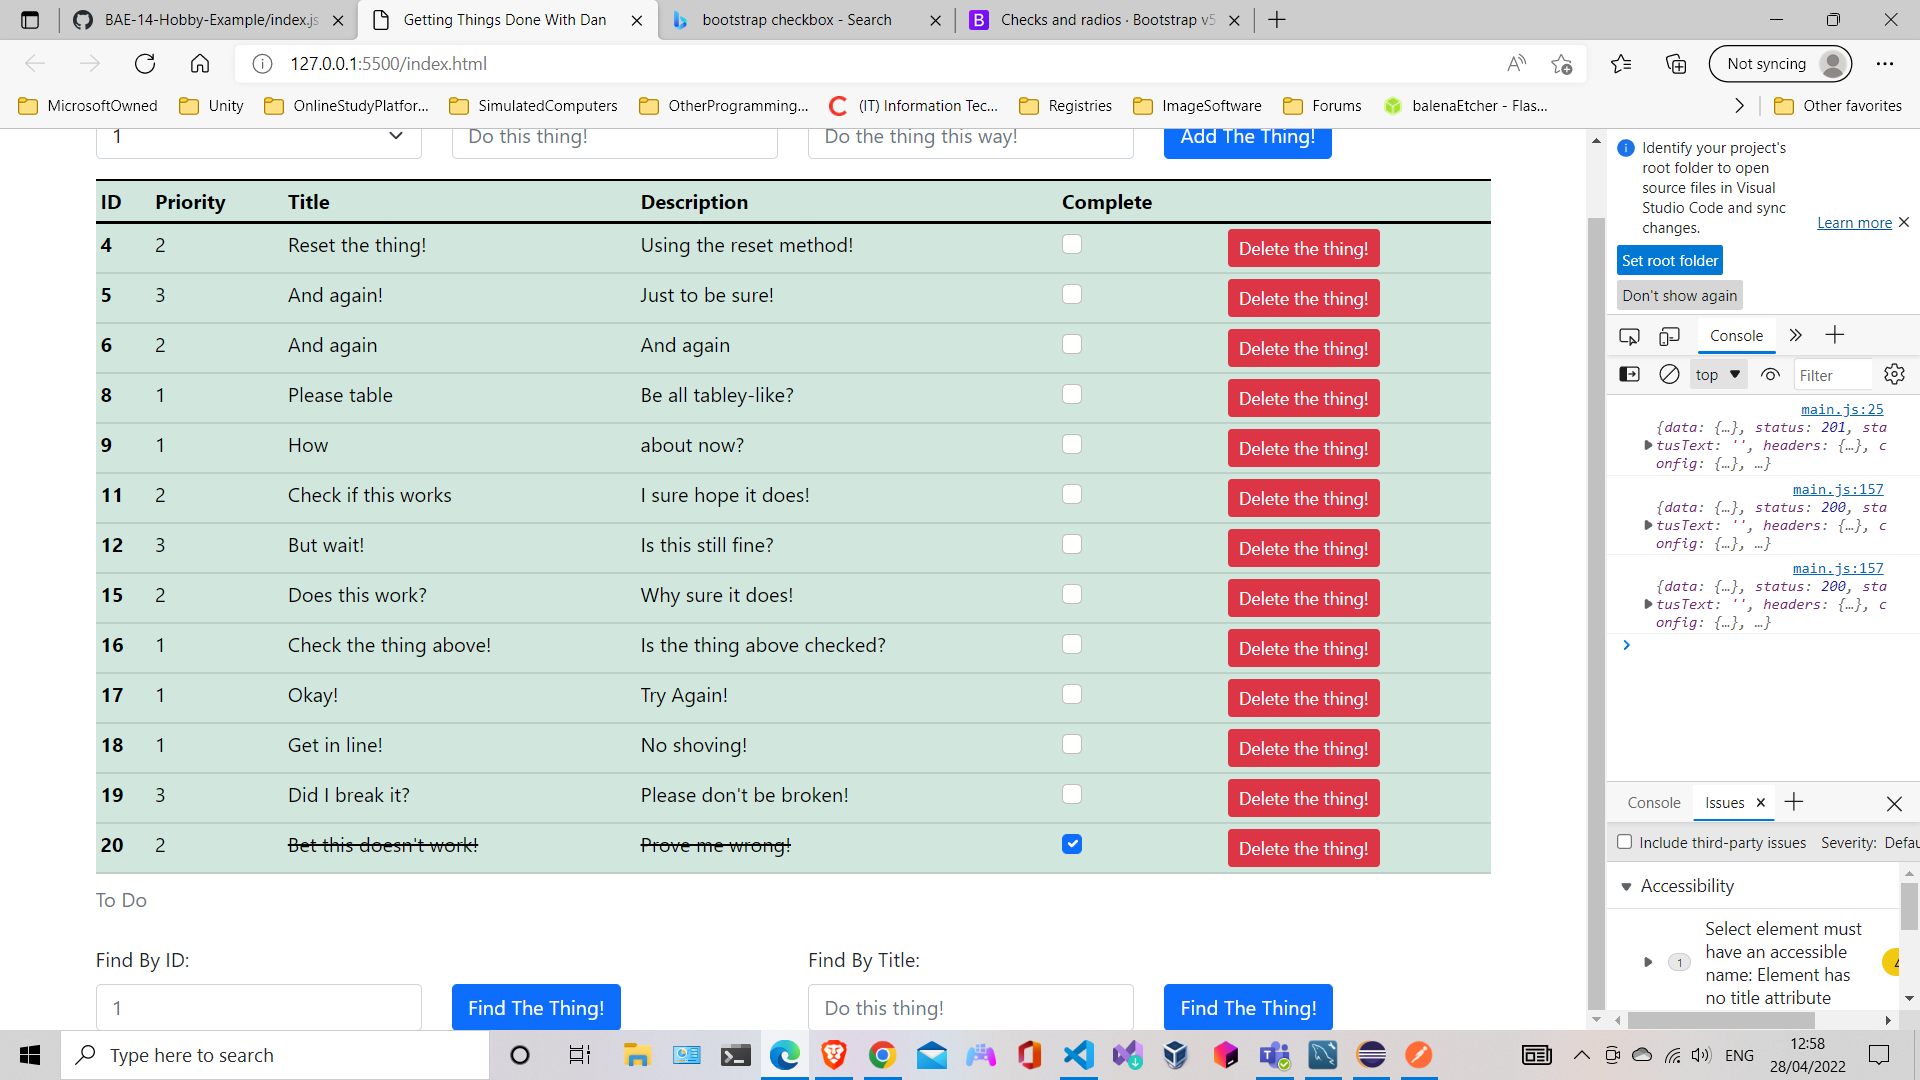 BAE-14-Hobby-Example/index.js
Getting Things Done With Dan
bootstrap checkbox - Search
Checks and radios · Bootstrap v5
127.0.0.1:5500/index.html
Not syncing
MicrosoftOwned
Unity
OnlineStudyPlatfor...
SimulatedComputers
OtherProgramming...
(IT) Information Tec...
Registries
ImageSoftware
Forums
balenaEtcher - Flas...
Other favorites
1
Do this thing!
Do the thing this way!
Add The Thing!
ID Priority Title Description Complete
4 2 Reset the thing! Using the reset method! Delete the thing!
5 3 And again! Just to be sure! Delete the thing!
6 2 And again And again Delete the thing!
8 1 Please table Be all tabley-like? Delete the thing!
9 1 How about now? Delete the thing!
11 2 Check if this works I sure hope it does! Delete the thing!
12 3 But wait! Is this still fine? Delete the thing!
15 2 Does this work? Why sure it does! Delete the thing!
16 1 Check the thing above! Is the thing above checked? Delete the thing!
17 1 Okay! Try Again! Delete the thing!
18 1 Get in line! No shoving! Delete the thing!
19 3 Did I break it? Please don't be broken! Delete the thing!
20 2 Bet this doesn't work! Prove me wrong! Delete the thing!
To Do
Find By ID:
Find By Title:
1
Find The Thing!
Do this thing!
Find The Thing!
Identify your project's
root folder to open
source files in Visual
Studio Code and sync
changes.
Learn more
Set root folder
Don't show again
Console
top
Filter
main.js:25
{data: {…}, status: 201, sta
tusText: '', headers: {…}, c
onfig: {…}, …}
main.js:157
{data: {…}, status: 200, sta
tusText: '', headers: {…}, c
onfig: {…}, …}
main.js:157
{data: {…}, status: 200, sta
tusText: '', headers: {…}, c
onfig: {…}, …}
Console
Issues
Include third-party issues
Severity: Defau
Accessibility
1
Select element must
have an accessible
name: Element has
no title attribute
Type here to search
ENG
12:58
28/04/2022